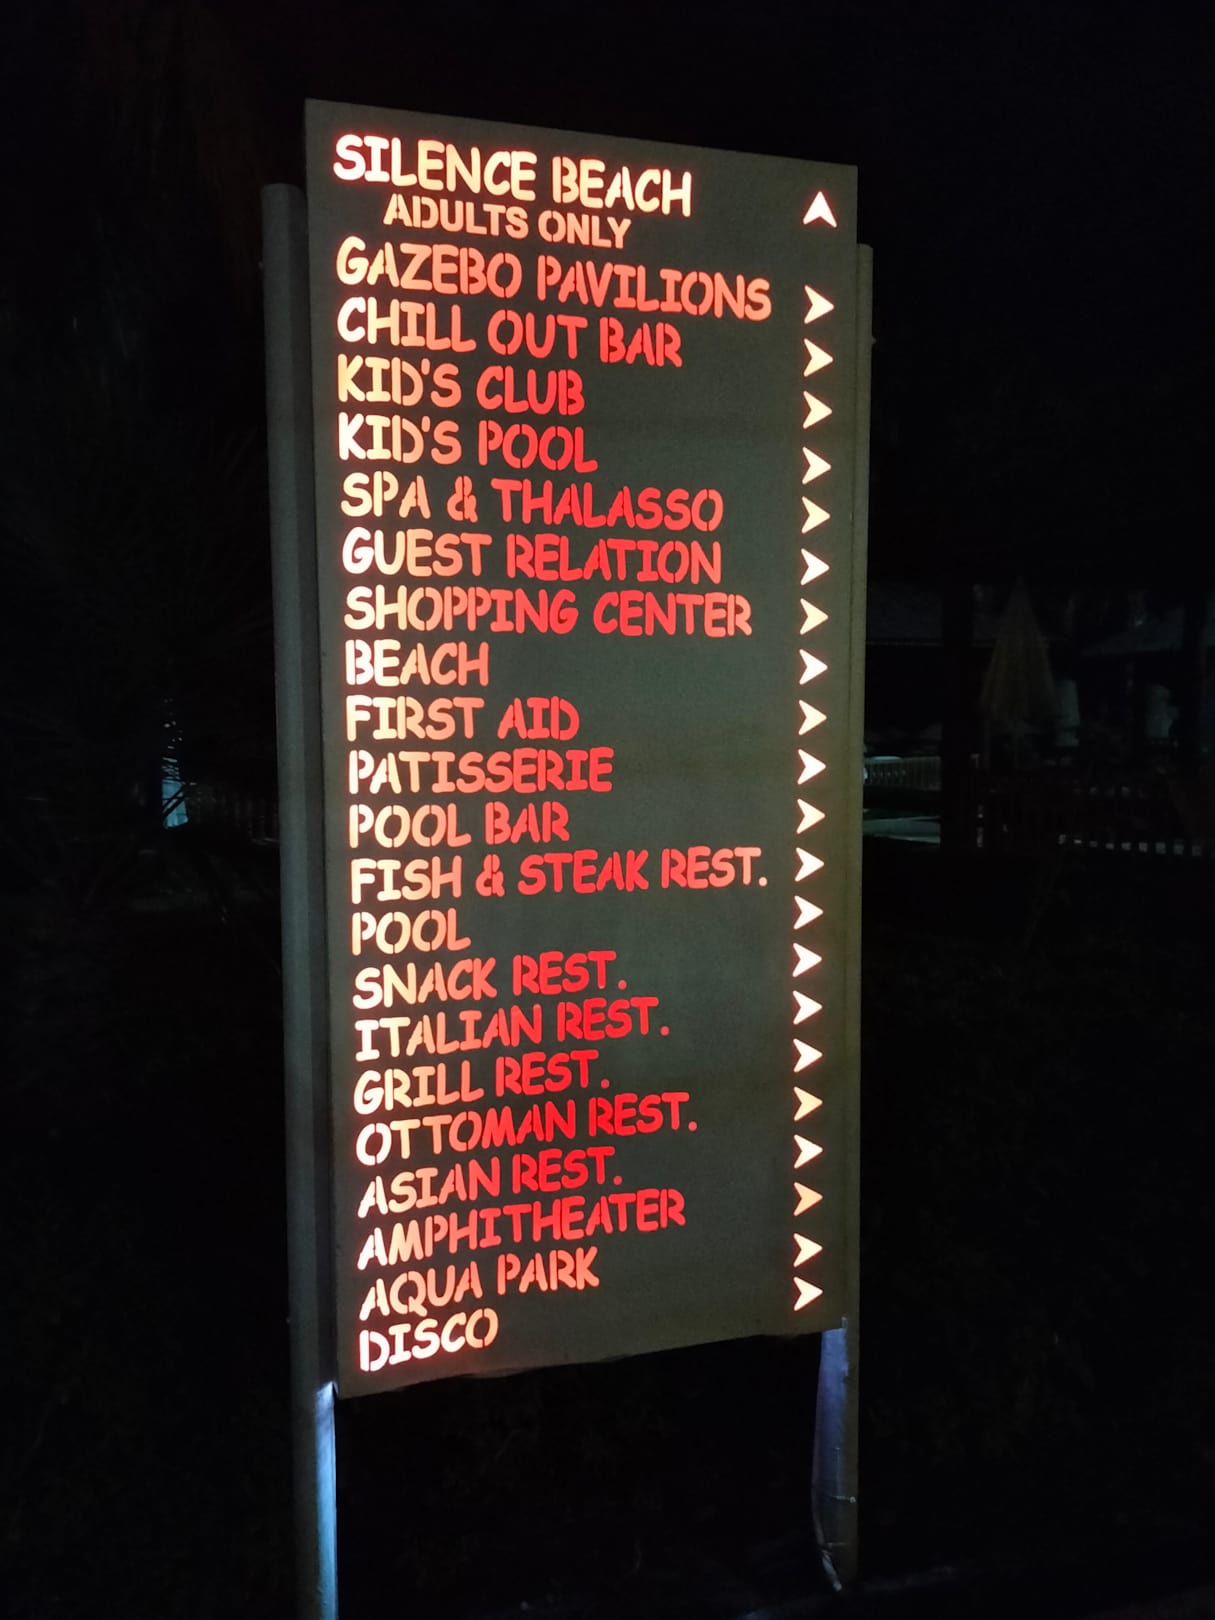 SILENCE BEACH
ADULTS ONLY
GAZEBO PAVILIONS
CHILL OUT BAR
KID'S CLUB
KID'S POOL
SPA & THALASSO
GUEST RELATION
SHOPPING CENTER
BEACH
FIRST AID
PATISSERIE
POOL BAR
FISH & STEAK REST.
POOL
SNACK REST.
ITALIAN REST.
GRILL REST.
OTTOMAN REST.
ASIAN REST.
AMPHITHEATER
AQUA PARK
DISCO